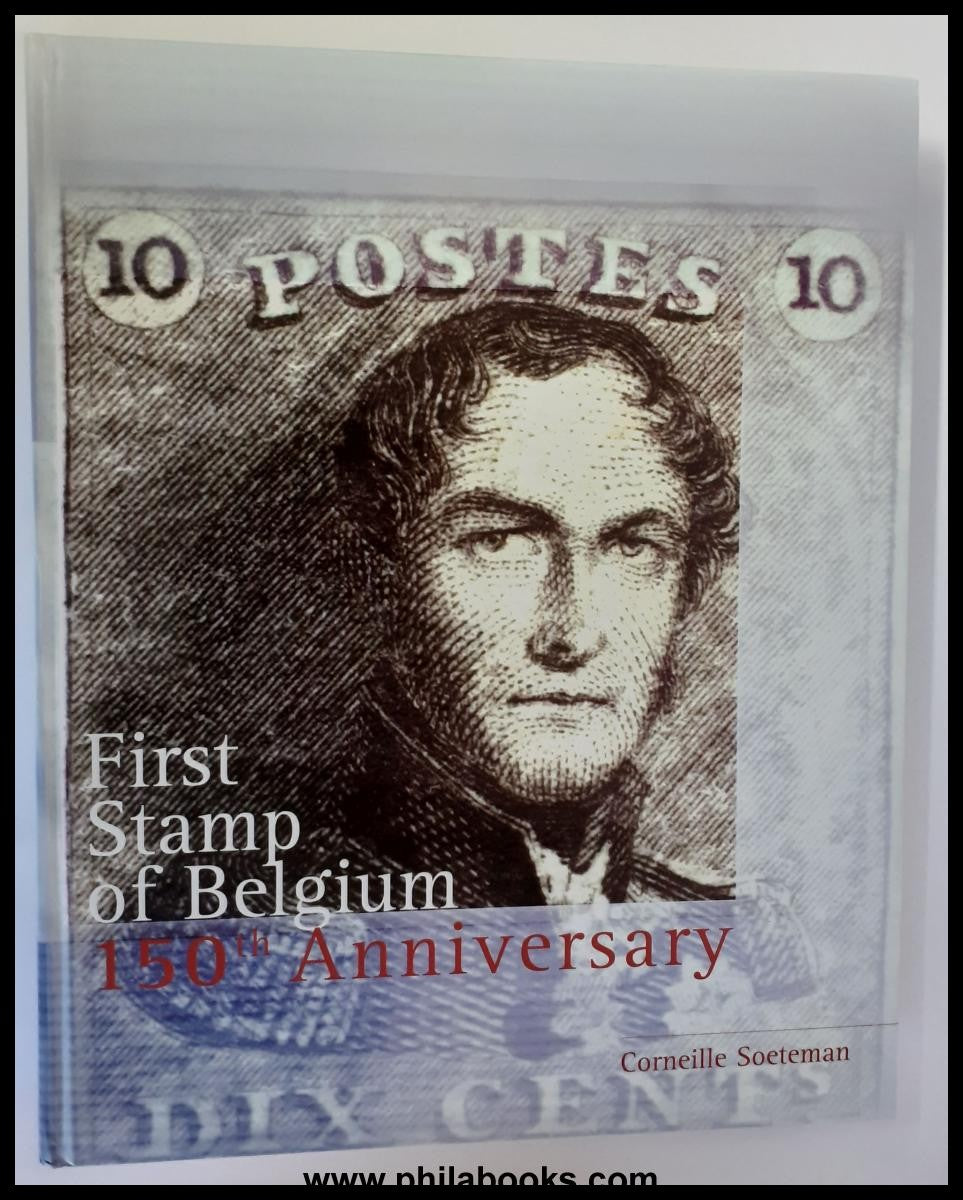 10 POSTES 10
First
Stamp
of Belgium
150th Anniversary
Corneille Soeteman
DIX CENTS
www.philabooks.com